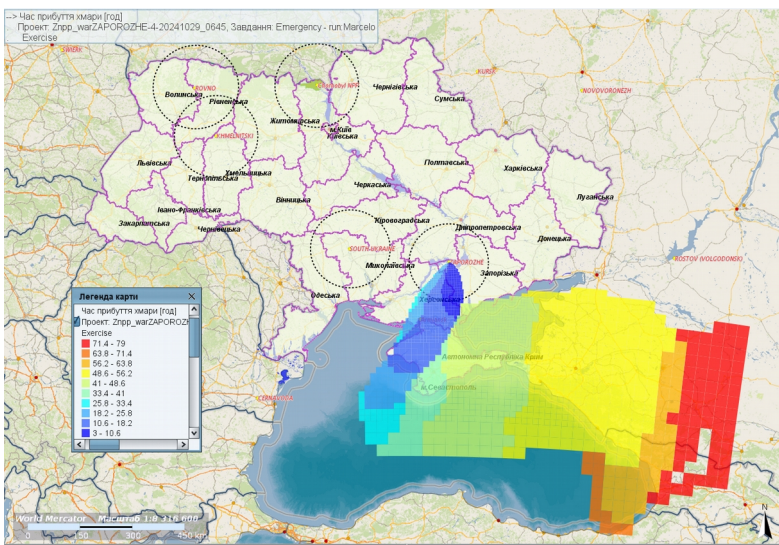 --> Час прибуття хмари [год]
Проект: Znpp_warZAPOROZHE-4-20241029_0645, Завдання: Emergency - run:Marcelo
Exercise
KURSK
NOVOVORONEZH
ROVNO
Волинська
Рівненська
Chernobyl NPP
Чернігівська
Сумська
KHMELNITSKI
Житомирська
м.Київ
Київська
Львівська
Тернопільська
Хмельницька
Полтавська
Харківська
Черкаська
Луганська
Вінницька
Івано-Франківська
Закарпатська
Чернівецька
Кіровоградська
Дніпропетровська
Донецька
SOUTH-UKRAINE
Миколаївська
ZAPOROZHE
Запорізька
ROSTOV (VOLGODONSK)
Одеська
Херсонська
Автономна Республіка Крим
м.Севастополь
CERNAVODA
Легенда карти
Час прибуття хмари [год]
Проект: Znpp_warZAPOROZH
Exercise
71.4 - 79
63.8 - 71.4
56.2 - 63.8
48.6 - 56.2
41 - 48.6
33.4 - 41
25.8 - 33.4
18.2 - 25.8
10.6 - 18.2
3 - 10.6
World Mercator - Масштаб 1:8 316 606
0 50 300 450 km
N